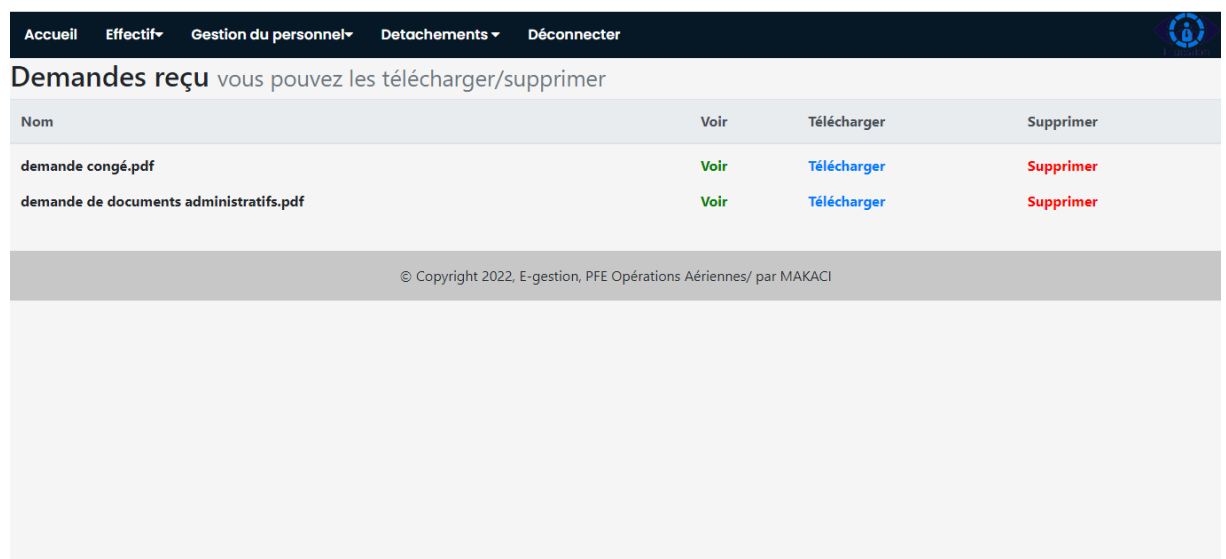 Accueil Effectif Gestion du personnel Detachements Déconnecter
Demandes reçu vous pouvez les télécharger/supprimer
Nom Voir Télécharger Supprimer
demande congé.pdf Voir Télécharger Supprimer
demande de documents administratifs.pdf Voir Télécharger Supprimer
© Copyright 2022, E-gestion, PFE Opérations Aériennes/ par MAKACI